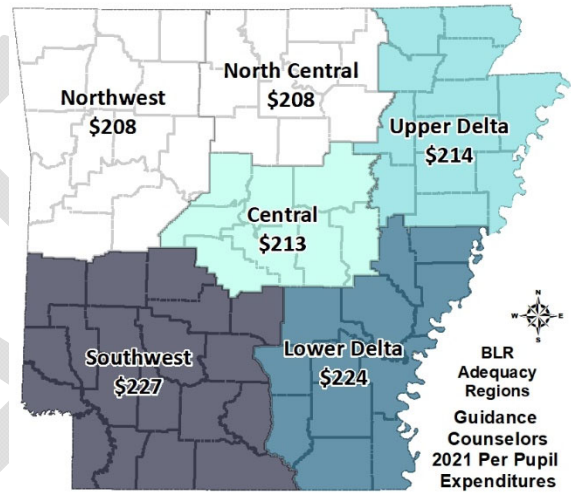 North Central
$208
Northwest
$208
Upper Delta
$214
Central
$213
N
W
E
S
Southwest
$227
Lower Delta
$224
BLR
Adequacy
Regions
Guidance
Counselors
2021 Per Pupil
Expenditures